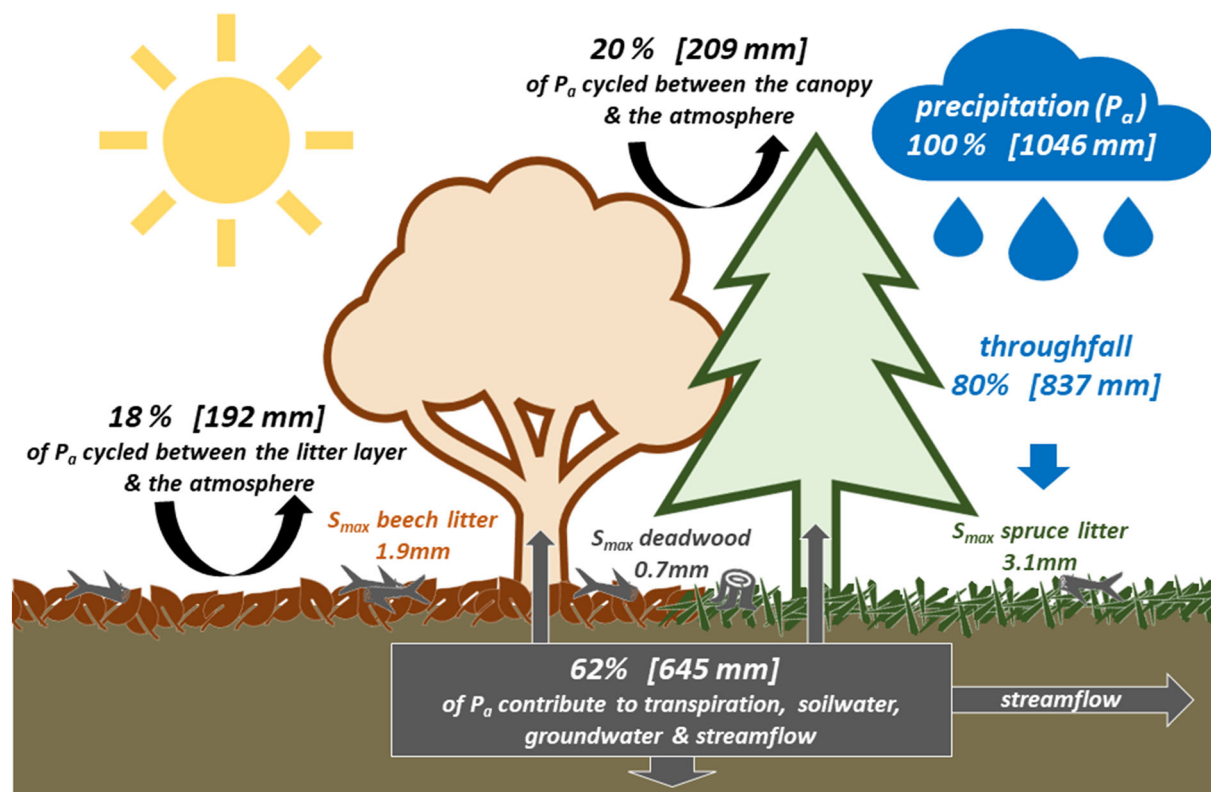 20 % [209 mm]
of Pa cycled between the canopy
& the atmosphere
precipitation (Pa)
100 % [1046 mm]
throughfall
80% [837 mm]
18 % [192 mm]
of Pa cycled between the litter layer
& the atmosphere
Smax beech litter
1.9mm
Smax deadwood
0.7mm
Smax spruce litter
3.1mm
62% [645 mm]
of Pa contribute to transpiration, soilwater,
groundwater & streamflow
streamflow